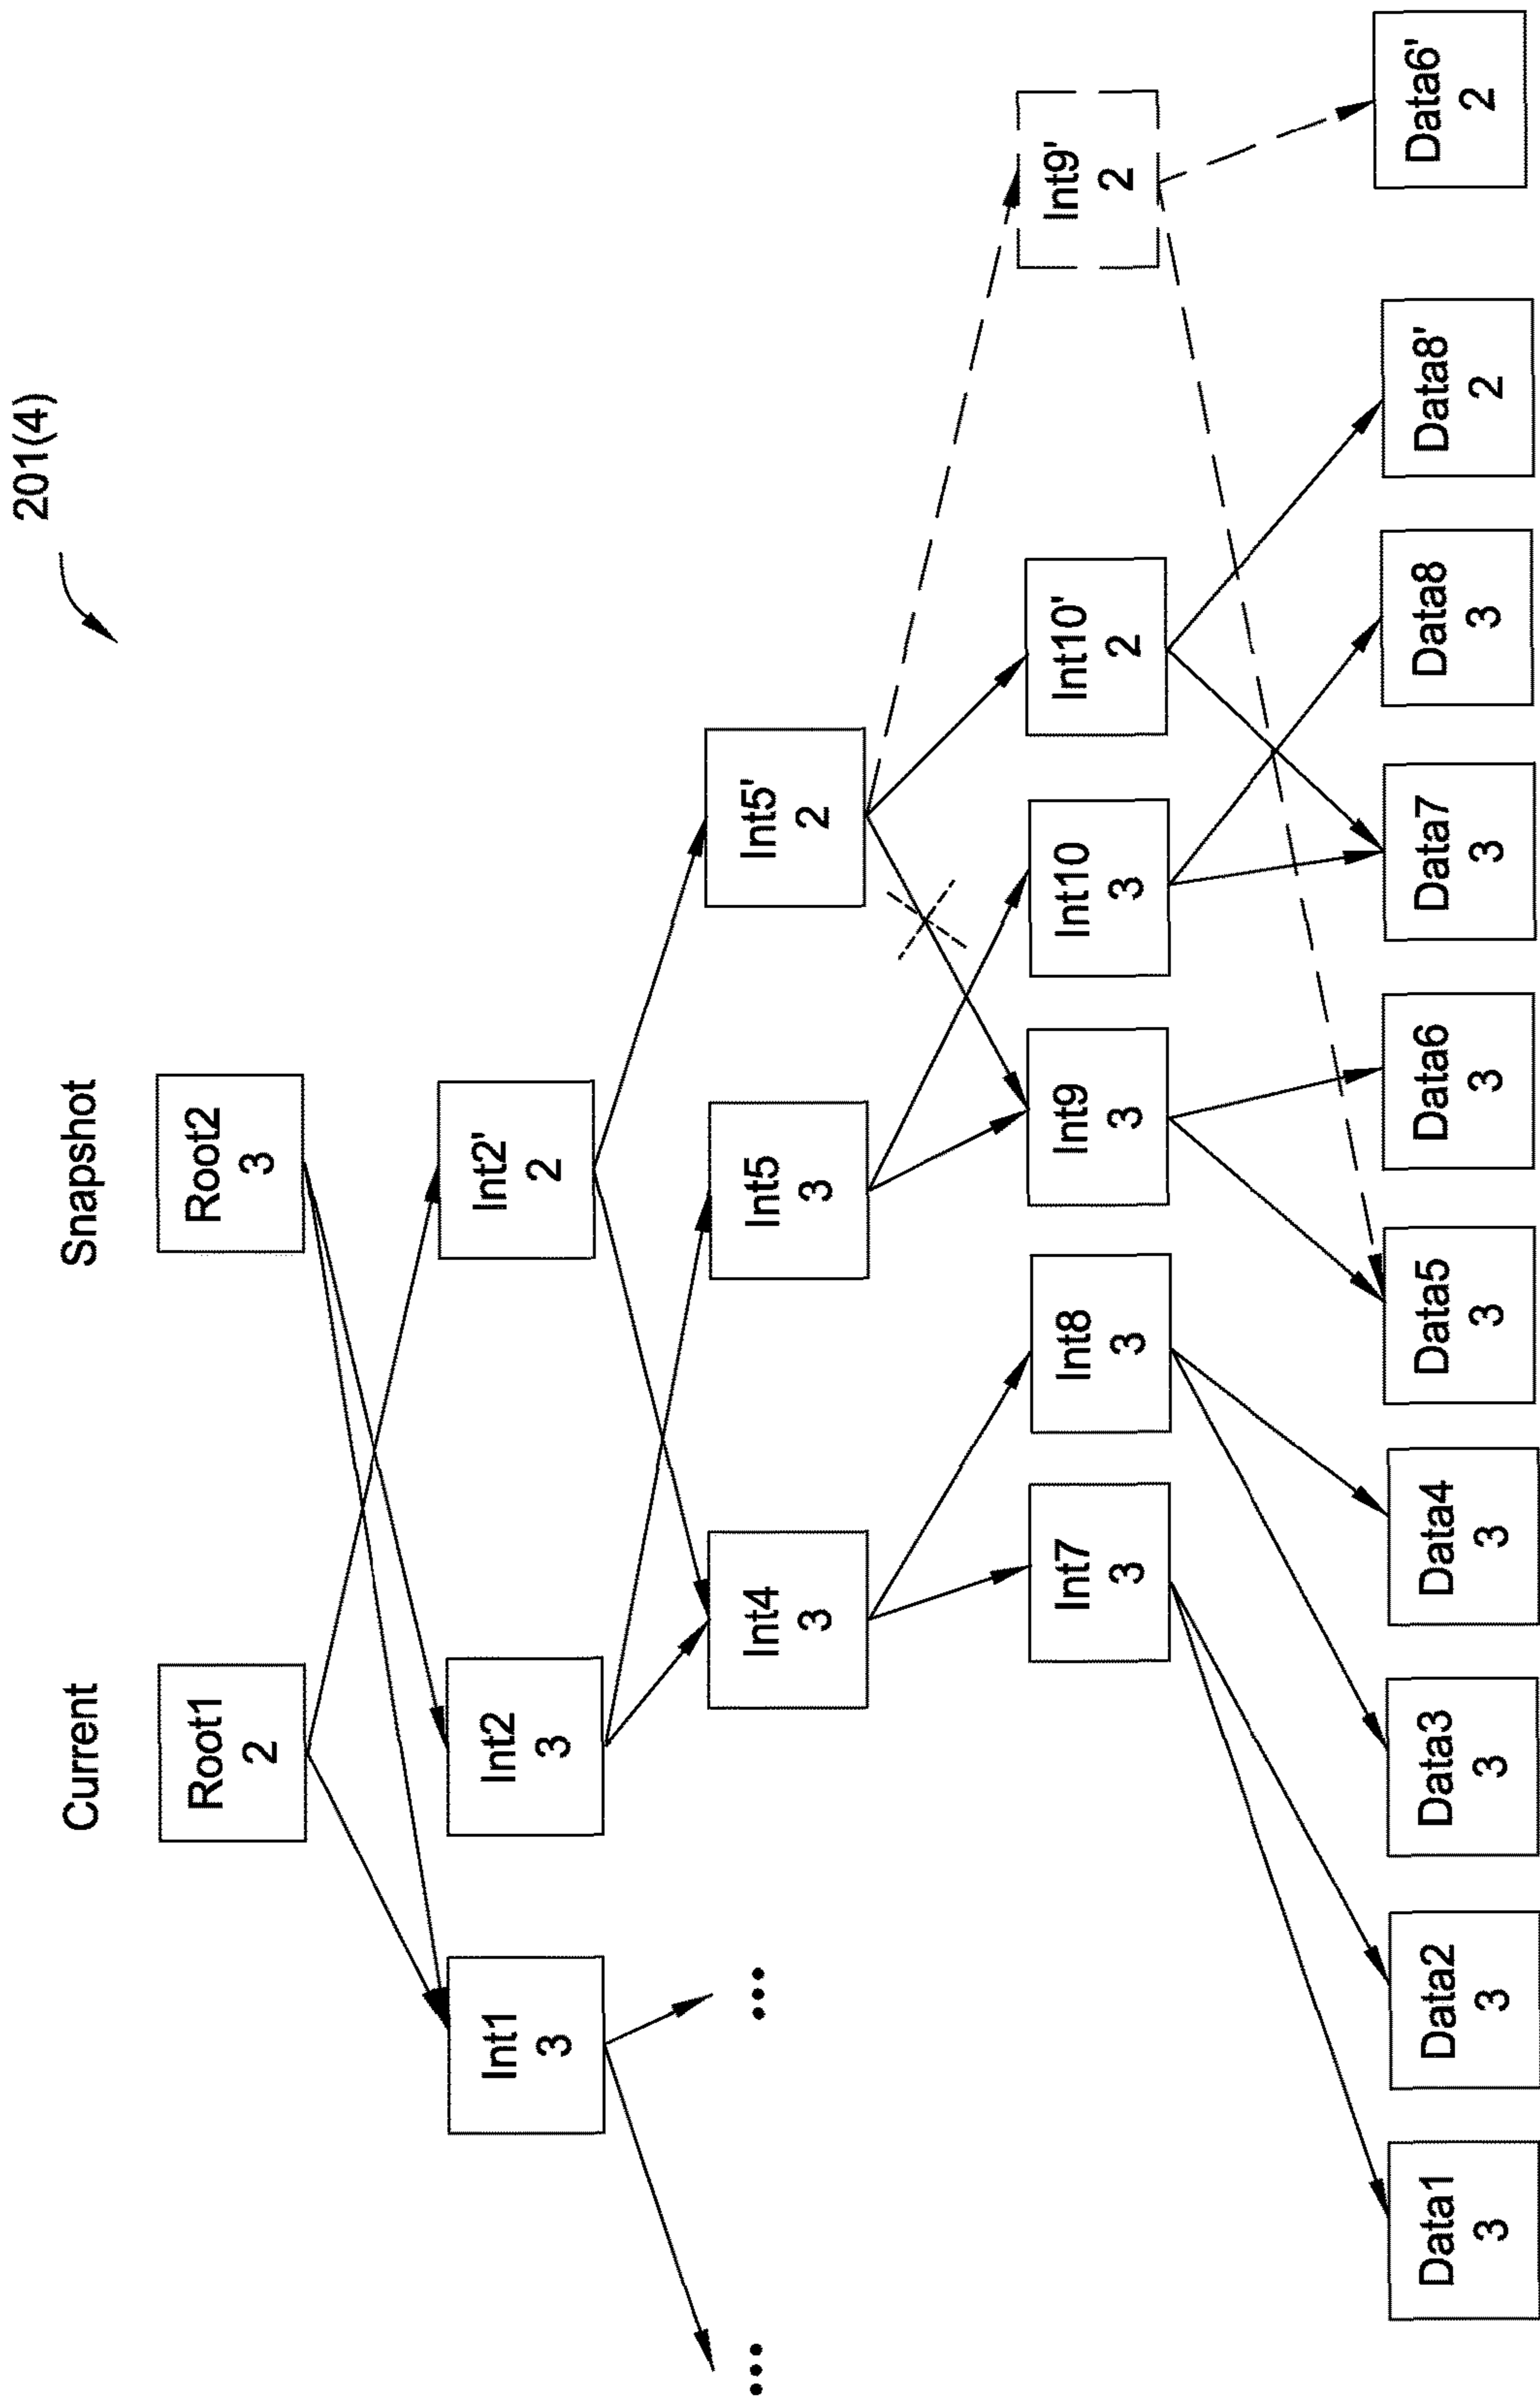 201(4)
Current
Snapshot
Root1
2
Root2
3
Int1
3
Int2
3
Int2'
2
Int4
3
Int5
3
Int5'
2
Int7
3
Int8
3
Int9
3
Int10
3
Int10'
2
Int9'
2
Data1
3
Data2
3
Data3
3
Data4
3
Data5
3
Data6
3
Data7
3
Data8
3
Data8'
2
Data6'
2